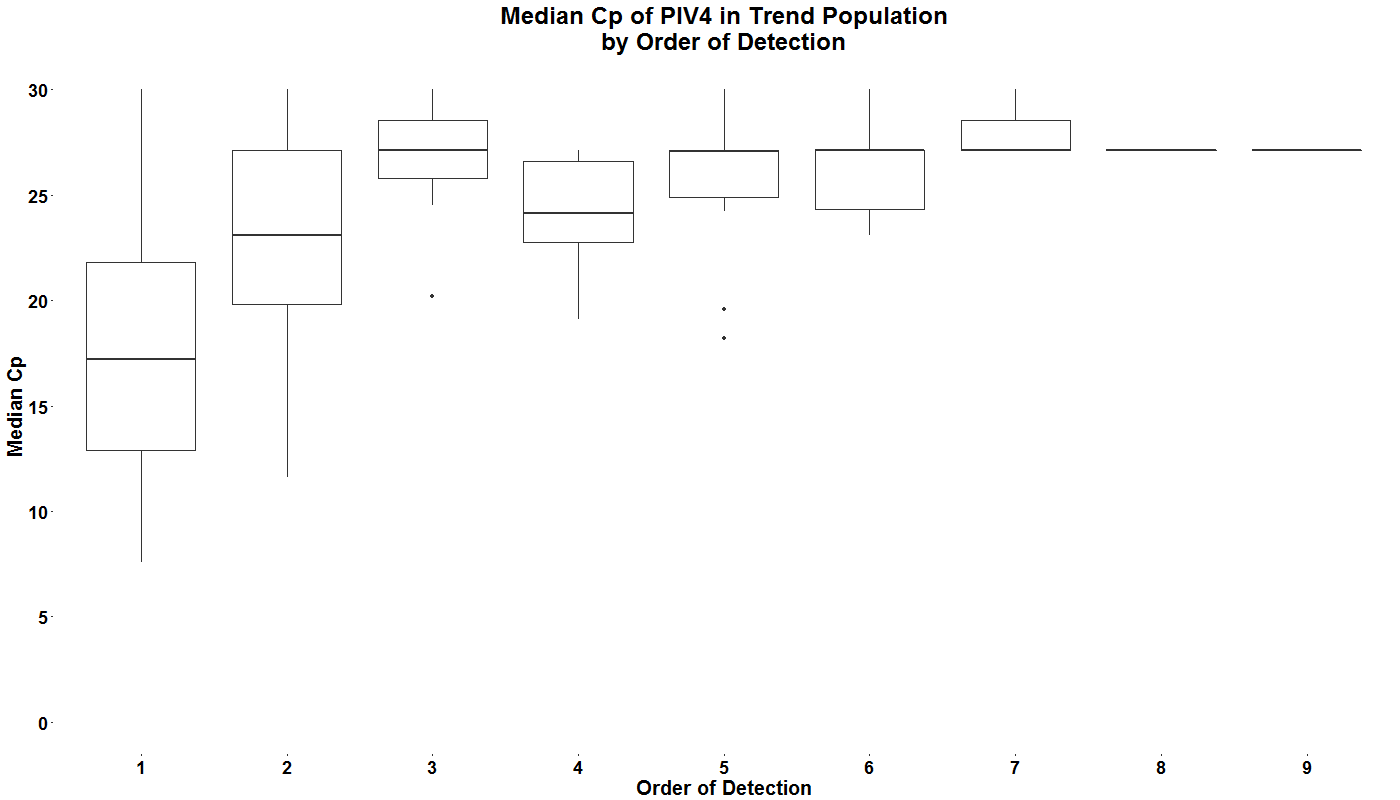 Median Cp of PIV4 in Trend Population
by Order of Detection
30
25
20
15
10
5
0
Median Cp
1 2 3 4 5 6 7 8 9
Order of Detection